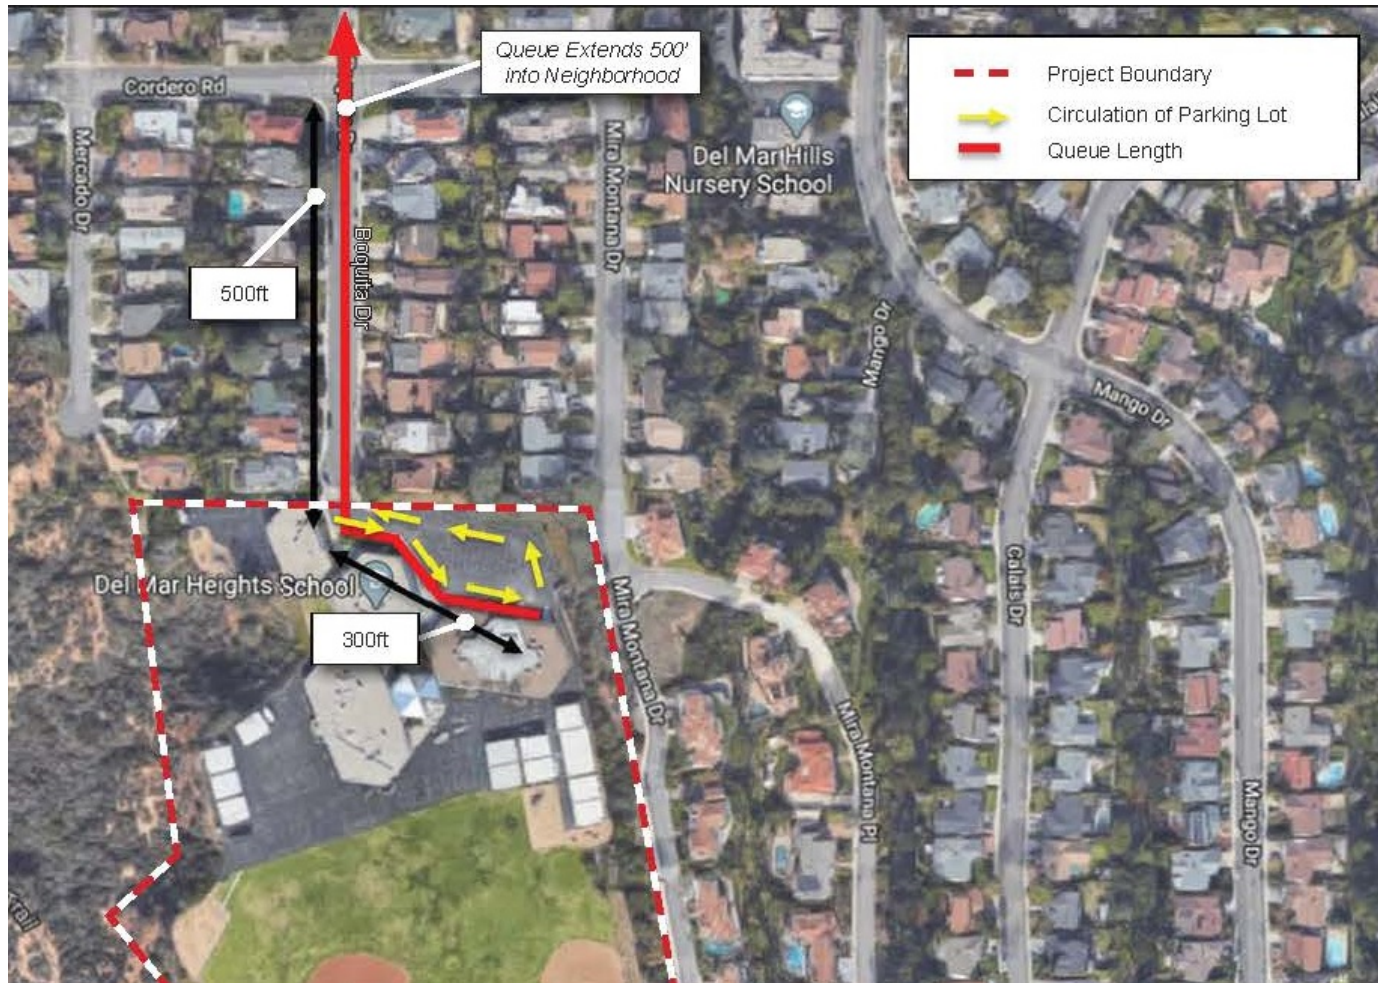 Queue Extends 500'
into Neighborhood
Project Boundary
Circulation of Parking Lot
Queue Length
Cordero Rd
Mercado Dr
Mira Montana Dr
Del Mar Hills
Nursery School
500ft
Boquita Dr
Mango Dr
Mango Dr
Del Mar Heights School
300ft
Calais Dr
Mira Montana Dr
Mira Montana Pl
Mango Dr